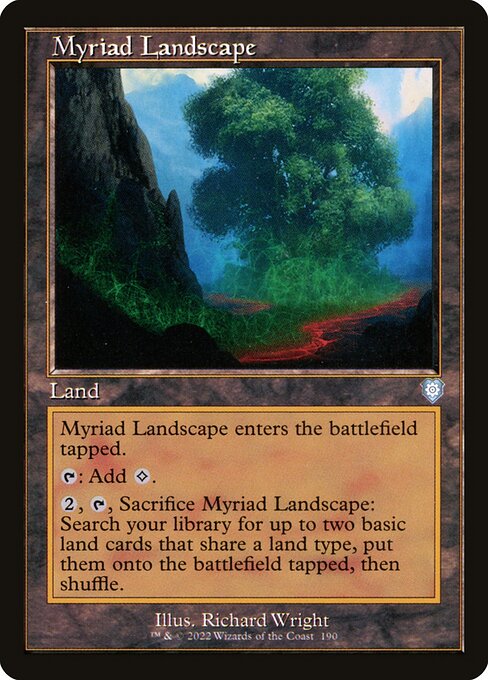 Myriad Landscape
Land
Myriad Landscape enters the battlefield
tapped.
: Add .
2, , Sacrifice Myriad Landscape:
Search your library for up to two basic
land cards that share a land type, put
them onto the battlefield tapped, then
shuffle.
Illus. Richard Wright
™ & © 2022 Wizards of the Coast 190